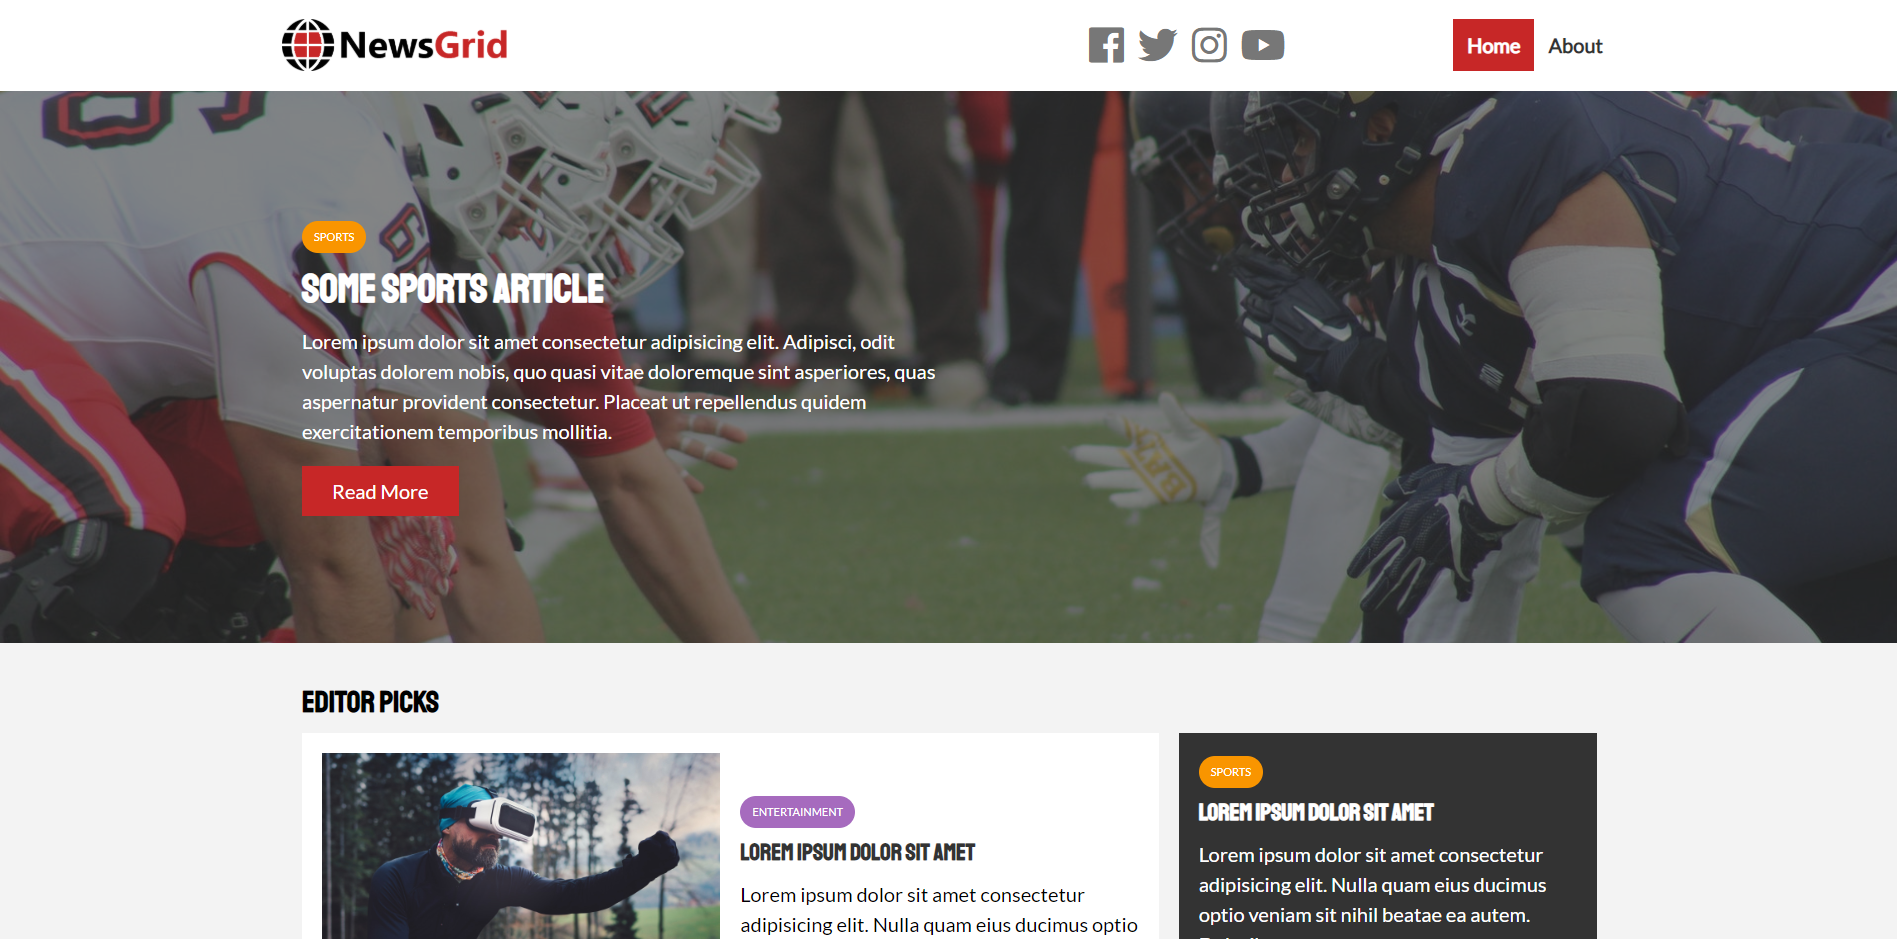 NewsGrid
Home About
SPORTS
SOME SPORTS ARTICLE
Lorem ipsum dolor sit amet consectetur adipisicing elit. Adipisci, odit
voluptas dolorem nobis, quo quasi vitae doloremque sint asperiores, quas
aspernatur provident consectetur. Placeat ut repellendus quidem
exercitationem temporibus mollitia.
Read More
EDITOR PICKS
ENTERTAINMENT
LOREM IPSUM DOLOR SIT AMET
Lorem ipsum dolor sit amet consectetur
adipisicing elit. Nulla quam eius ducimus optio
SPORTS
LOREM IPSUM DOLOR SIT AMET
Lorem ipsum dolor sit amet consectetur
adipisicing elit. Nulla quam eius ducimus
optio veniam sit nihil beatae ea autem.